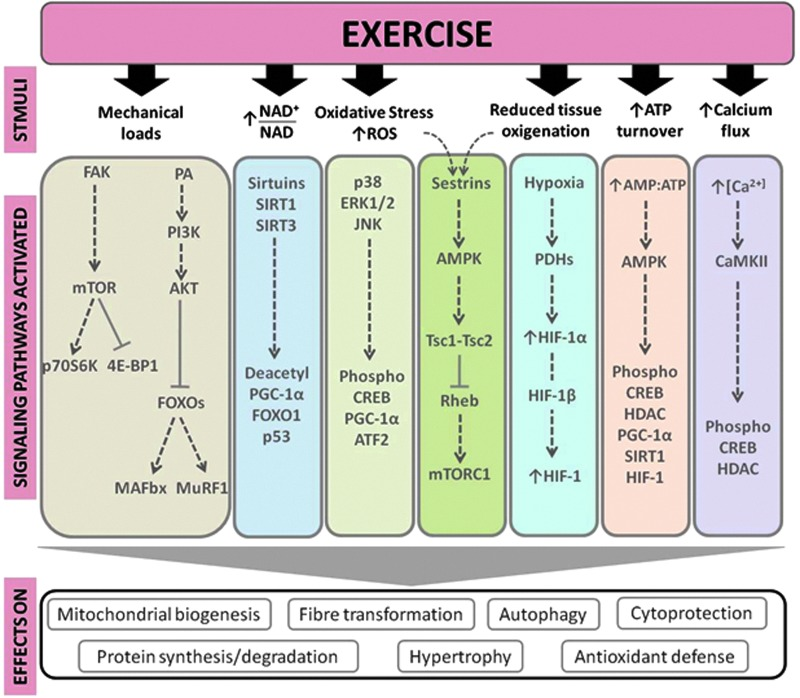 EXERCISE
STMULI
Mechanical
loads
↑NAD⁺
NAD
Oxidative Stress
↑ROS
Reduced tissue
oxigenation
↑ATP
turnover
↑Calcium
flux
SIGNALING PATHWAYS ACTIVATED
FAK
mTOR
p70S6K
4E-BP1
PA
PI3K
AKT
FOXOs
MAFbx
MuRF1
Sirtuins
SIRT1
SIRT3
Deacetyl
PGC-1α
FOXO1
p53
p38
ERK1/2
JNK
Phospho
CREB
PGC-1α
ATF2
Sestrins
AMPK
Tsc1-Tsc2
Rheb
mTORC1
Hypoxia
PDHs
↑HIF-1α
HIF-1β
↑HIF-1
↑AMP:ATP
AMPK
Phospho
CREB
HDAC
PGC-1α
SIRT1
HIF-1
↑[Ca²⁺]
CaMKII
Phospho
CREB
HDAC
EFFECTS ON
Mitochondrial biogenesis
Fibre transformation
Autophagy
Cytoprotection
Protein synthesis/degradation
Hypertrophy
Antioxidant defense